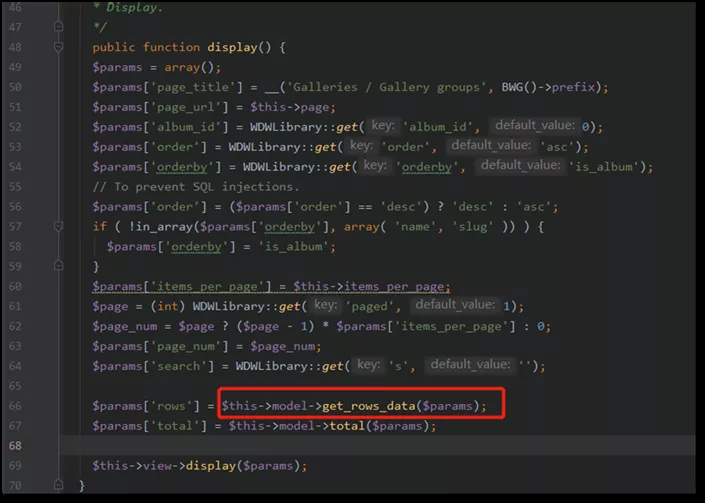 46 * Display.
47 */
48 public function display() {
49 $params = array();
50 $params['page_title'] = __('Galleries / Gallery groups', BWG()->prefix);
51 $params['page_url'] = $this->page;
52 $params['album_id'] = WDWLibrary::get( key: 'album_id', default_value: 0);
53 $params['order'] = WDWLibrary::get( key: 'order', default_value: 'asc');
54 $params['orderby'] = WDWLibrary::get( key: 'orderby', default_value: 'is_album');
55 // To prevent SQL injections.
56 $params['order'] = ($params['order'] == 'desc') ? 'desc' : 'asc';
57 if ( !in_array($params['orderby'], array( 'name', 'slug' )) ) {
58 $params['orderby'] = 'is_album';
59 }
60 $params['items_per_page'] = $this->items_per_page;
61 $page = (int) WDWLibrary::get( key: 'paged', default_value: 1);
62 $page_num = $page ? ($page - 1) * $params['items_per_page'] : 0;
63 $params['page_num'] = $page_num;
64 $params['search'] = WDWLibrary::get( key: 's', default_value: '');
65
66 $params['rows'] = $this->model->get_rows_data($params);
67 $params['total'] = $this->model->total($params);
68
69 $this->view->display($params);
70 }